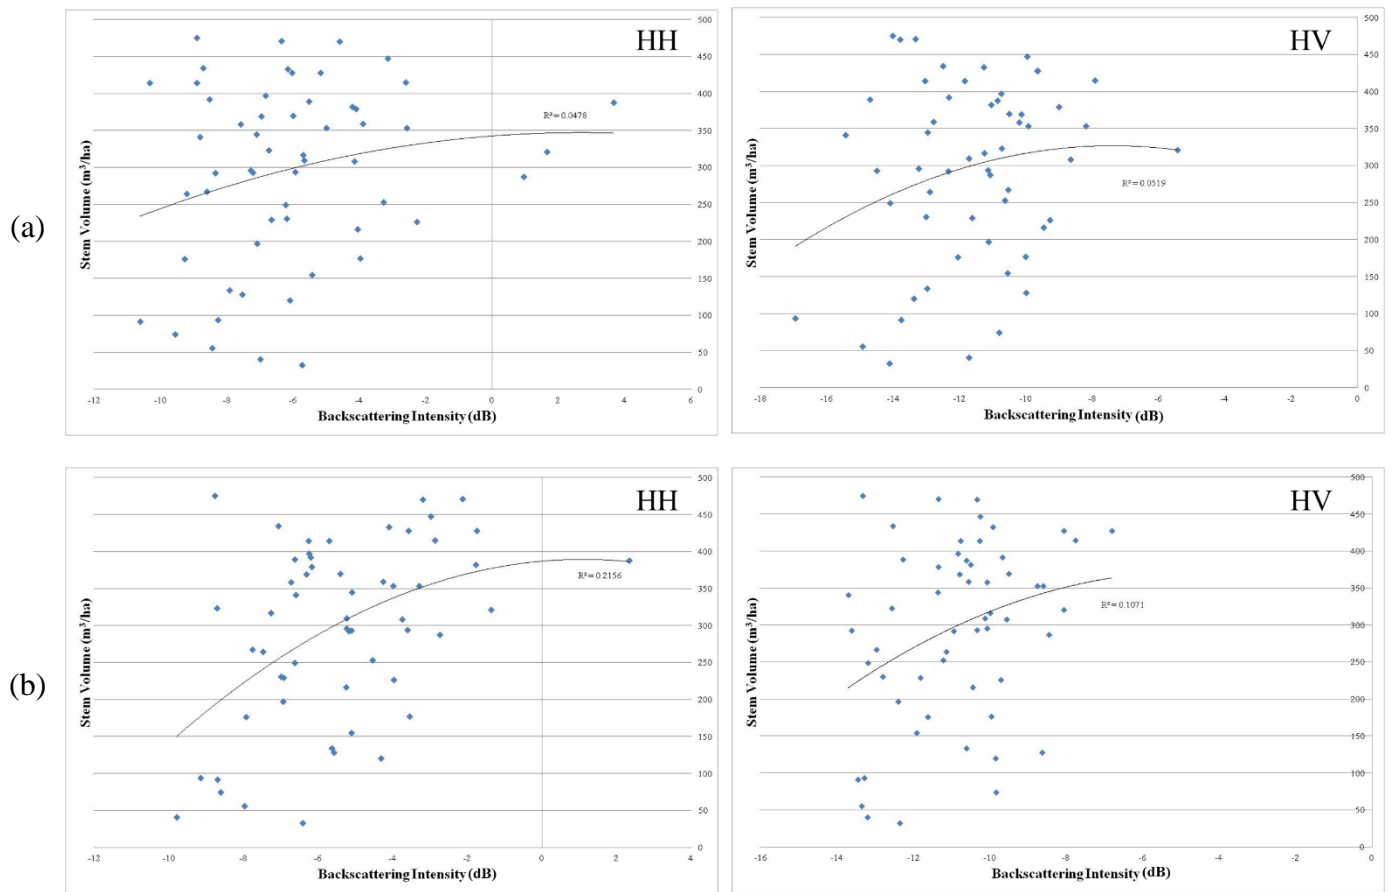 (a)
HH
500
450
400
350
300
250
200
150
100
50
0
R²=0.0478
Stem Volume (m³/ha)
-12 -10 -8 -6 -4 -2 0 2 4 6
Backscattering Intensity (dB)
HV
500
450
400
350
300
250
200
150
100
50
0
R²=0.0519
Stem Volume (m³/ha)
-18 -16 -14 -12 -10 -8 -6 -4 -2 0
Backscattering Intensity (dB)
(b)
HH
500
450
400
350
300
250
200
150
100
50
0
R²=0.2156
Stem Volume (m³/ha)
-12 -10 -8 -6 -4 -2 0 2 4
Backscattering Intensity (dB)
HV
500
450
400
350
300
250
200
150
100
50
0
R²=0.1071
Stem Volume (m³/ha)
-16 -14 -12 -10 -8 -6 -4 -2 0
Backscattering Intensity (dB)